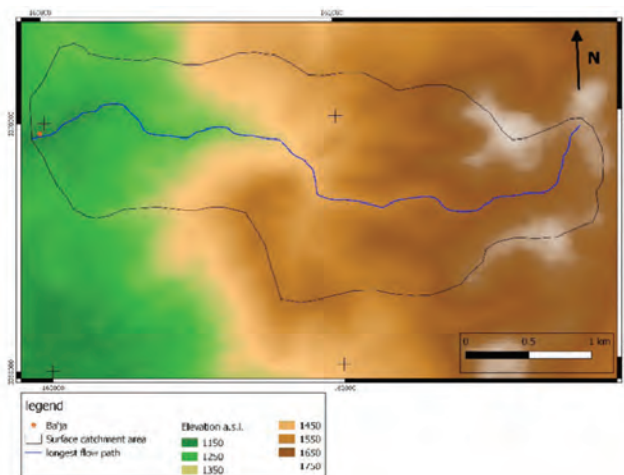 N
0 0.5 1 km
legend
Ba'ja
Surface catchment area
longest flow path
Elevation a.s.l.
1150
1250
1350
1450
1550
1650
1750